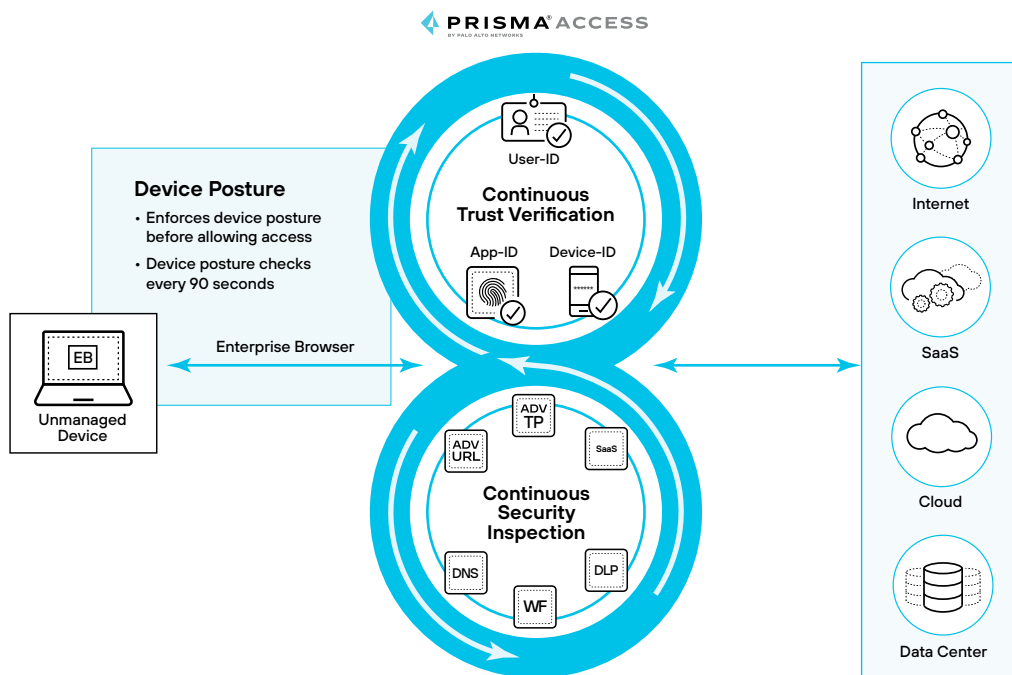 PRISMA® ACCESS
BY PALO ALTO NETWORKS
Device Posture
• Enforces device posture
before allowing access
• Device posture checks
every 90 seconds
EB
Unmanaged
Device
Enterprise Browser
User-ID
Continuous
Trust Verification
App-ID
Device-ID
******
ADV
TP
ADV
URL
SaaS
Continuous
Security
Inspection
DNS
DLP
WF
Internet
SaaS
Cloud
Data Center